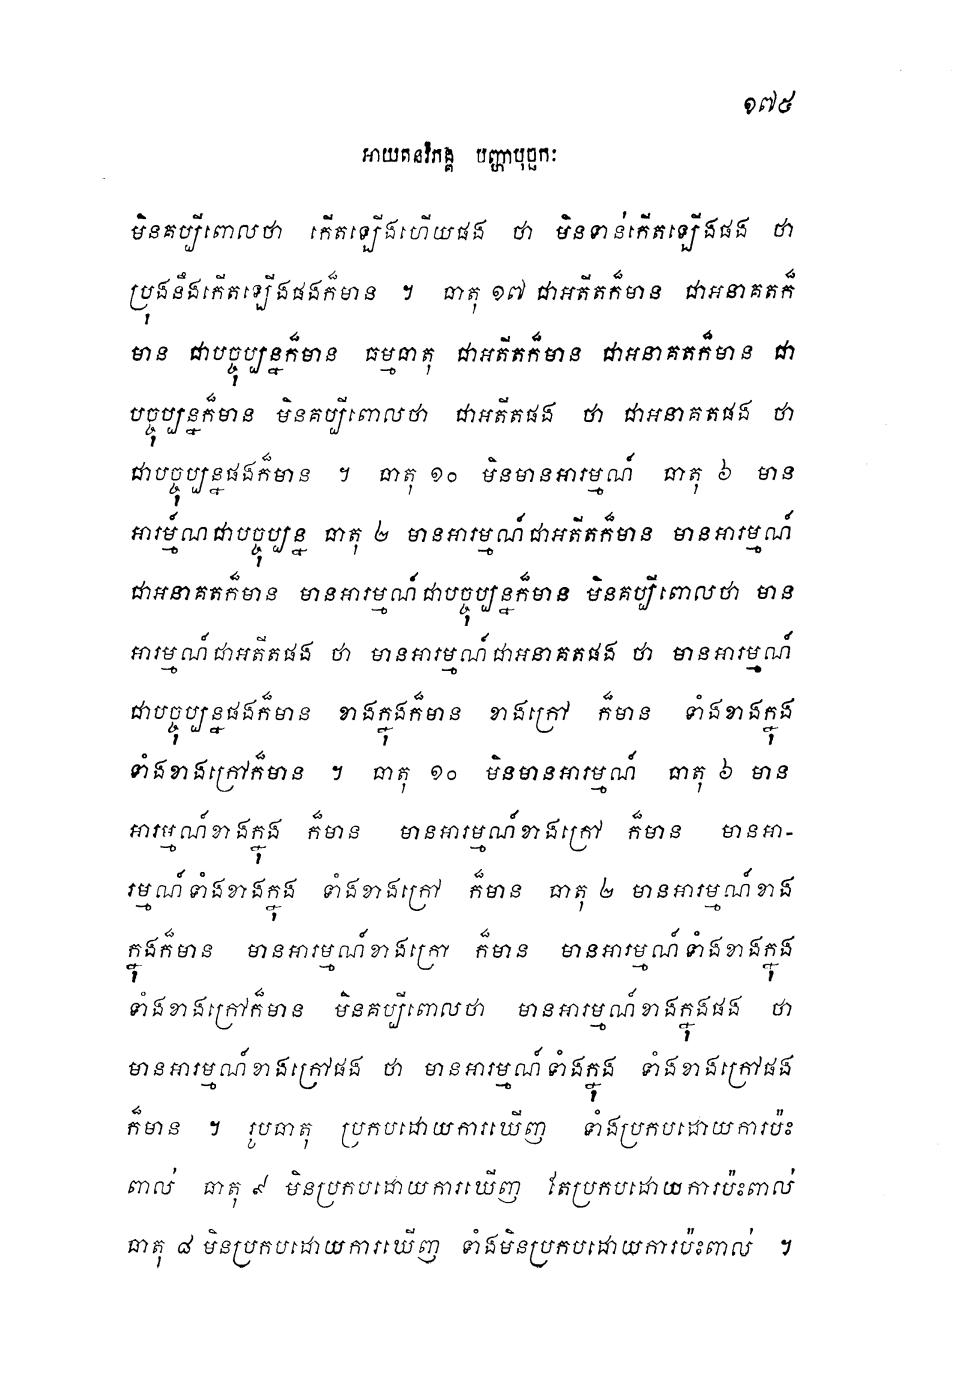 ១៧៥
អាយតនវិភង្គ បញ្ហាបុច្ឆកៈ
មិនគប្បីពោលថា កើតឡើងហើយផង ថា មិនទាន់កើតឡើងផង ថា
ប្រុងនឹងកើតឡើងផងក៏មាន ។ ធាតុ ១៧ ជាអតីតក៏មាន ជាអនាគតក៏
មាន ជាបច្ចុប្បន្នក៏មាន ធម្មធាតុ ជាអតីតក៏មាន ជាអនាគតក៏មាន ជា
បច្ចុប្បន្នក៏មាន មិនគប្បីពោលថា ជាអតីតផង ថា ជាអនាគតផង ថា
ជាបច្ចុប្បន្នផងក៏មាន ។ ធាតុ ១០ មិនមានអារម្មណ៍ ធាតុ ៦ មាន
អារម្ម៍ណជាបច្ចុប្បន្ន ធាតុ ២ មានអារម្មណ៍ជាអតីតក៏មាន មានអារម្មណ៍
ជាអនាគតក៏មាន មានអារម្មណ៍ជាបច្ចុប្បន្នក៏មាន មិនគប្បីពោលថា មាន
អារម្មណ៍ជាអតីតផង ថា មានអារម្មណ៍ជាអនាគតផង ថា មានអារម្មណ៍
ជាបច្ចុប្បន្នផងក៏មាន ខាងក្នុងក៏មាន ខាងក្រៅ ក៏មាន ទាំងខាងក្នុង
ទាំងខាងក្រៅក៏មាន ។ ធាតុ ១០ មិនមានអារម្មណ៍ ធាតុ ៦ មាន
អារម្មណ៍ខាងក្នុង ក៏មាន មានអារម្មណ៍ខាងក្រៅ ក៏មាន មានអា-
រម្មណ៍ទាំងខាងក្នុង ទាំងខាងក្រៅ ក៏មាន ធាតុ ២ មានអារម្មណ៍ខាង
ក្នុងក៏មាន មានអារម្មណ៍ខាងក្រៅ ក៏មាន មានអារម្មណ៍ទាំងខាងក្នុង
ទាំងខាងក្រៅក៏មាន មិនគប្បីពោលថា មានអារម្មណ៍ខាងក្នុងផង ថា
មានអារម្មណ៍ខាងក្រៅផង ថា មានអារម្មណ៍ទាំងក្នុង ទាំងខាងក្រៅផង
ក៏មាន ។ រូបធាតុ ប្រកបដោយការឃើញ ទាំងប្រកបដោយការប៉ះ
ពាល់ ធាតុ ៩ មិនប្រកបដោយការឃើញ តែប្រកបដោយការប៉ះពាល់
ធាតុ ៨ មិនប្រកបដោយការឃើញ ទាំងមិនប្រកបដោយការប៉ះពាល់ ។